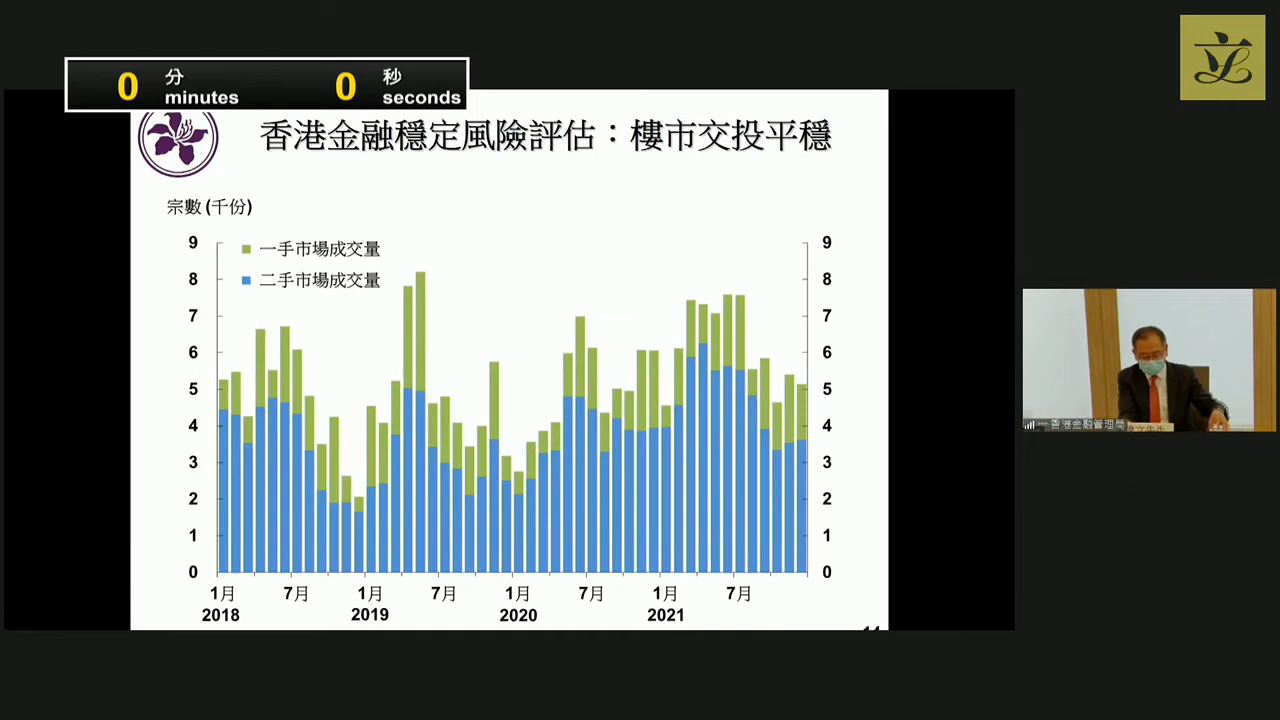 立
0 分 0 秒
minutes seconds
香港金融穩定風險評估：樓市交投平穩
宗數 (千份)
9 9
一手市場成交量
8 8
二手市場成交量
7 7
6 6
5 5
4 4
3 3
2 2
1 1
0 0
1月 7月 1月 7月 1月 7月 1月 7月
2018 2019 2020 2021
香港金融管理局